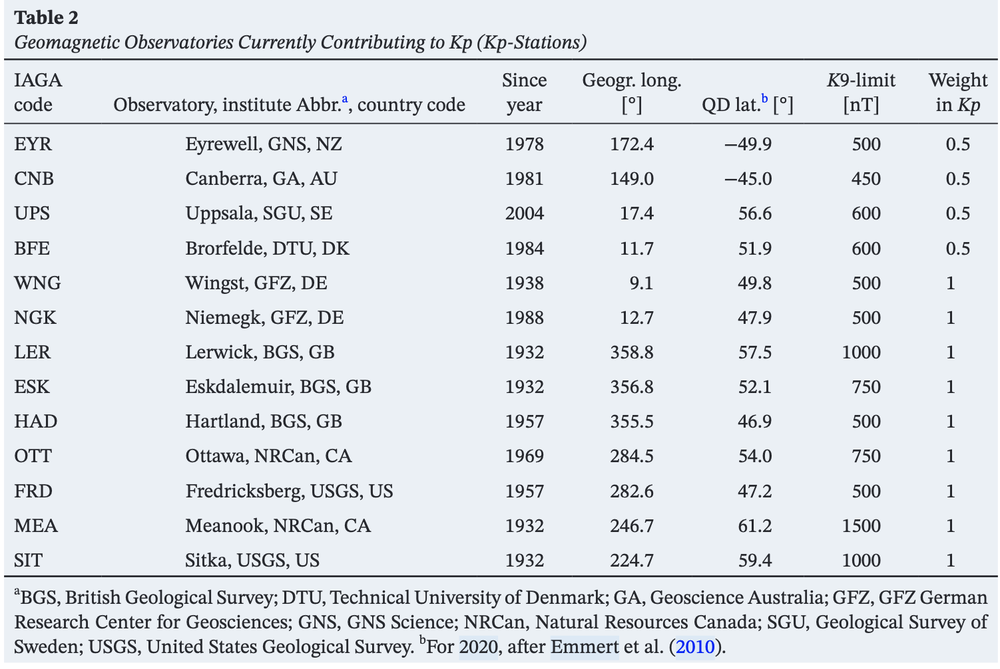 Table 2
Geomagnetic Observatories Currently Contributing to Kp (Kp-Stations)
IAGA code Observatory, institute Abbr.a, country code Since year Geogr. long. [°] QD lat.b [°] K9-limit [nT] Weight in Kp
EYR Eyrewell, GNS, NZ 1978 172.4 −49.9 500 0.5
CNB Canberra, GA, AU 1981 149.0 −45.0 450 0.5
UPS Uppsala, SGU, SE 2004 17.4 56.6 600 0.5
BFE Brorfelde, DTU, DK 1984 11.7 51.9 600 0.5
WNG Wingst, GFZ, DE 1938 9.1 49.8 500 1
NGK Niemegk, GFZ, DE 1988 12.7 47.9 500 1
LER Lerwick, BGS, GB 1932 358.8 57.5 1000 1
ESK Eskdalemuir, BGS, GB 1932 356.8 52.1 750 1
HAD Hartland, BGS, GB 1957 355.5 46.9 500 1
OTT Ottawa, NRCan, CA 1969 284.5 54.0 750 1
FRD Fredricksberg, USGS, US 1957 282.6 47.2 500 1
MEA Meanook, NRCan, CA 1932 246.7 61.2 1500 1
SIT Sitka, USGS, US 1932 224.7 59.4 1000 1
aBGS, British Geological Survey; DTU, Technical University of Denmark; GA, Geoscience Australia; GFZ, GFZ German
Research Center for Geosciences; GNS, GNS Science; NRCan, Natural Resources Canada; SGU, Geological Survey of
Sweden; USGS, United States Geological Survey. bFor 2020, after Emmert et al. (2010).